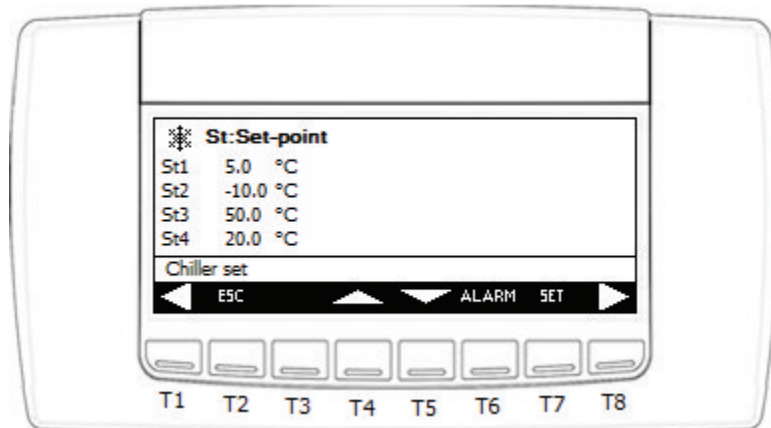 St:Set-point
St1 5.0 °C
St2 -10.0 °C
St3 50.0 °C
St4 20.0 °C
Chiller set
ESC ALARM SET
T1 T2 T3 T4 T5 T6 T7 T8